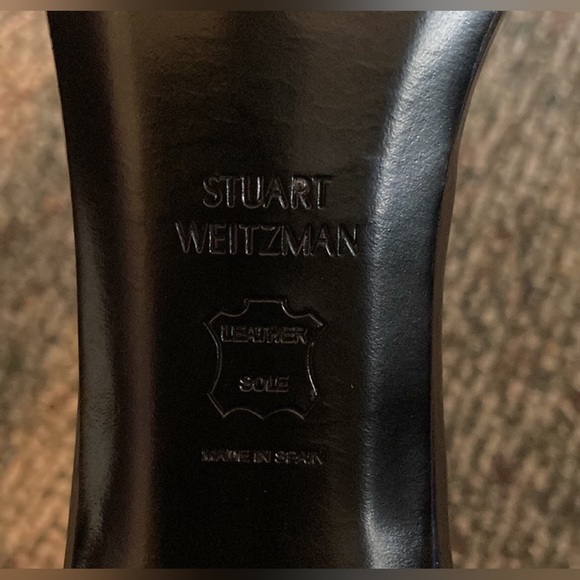 STUART
WEITZMAN
LEATHER
SOLE
MADE IN SPAIN